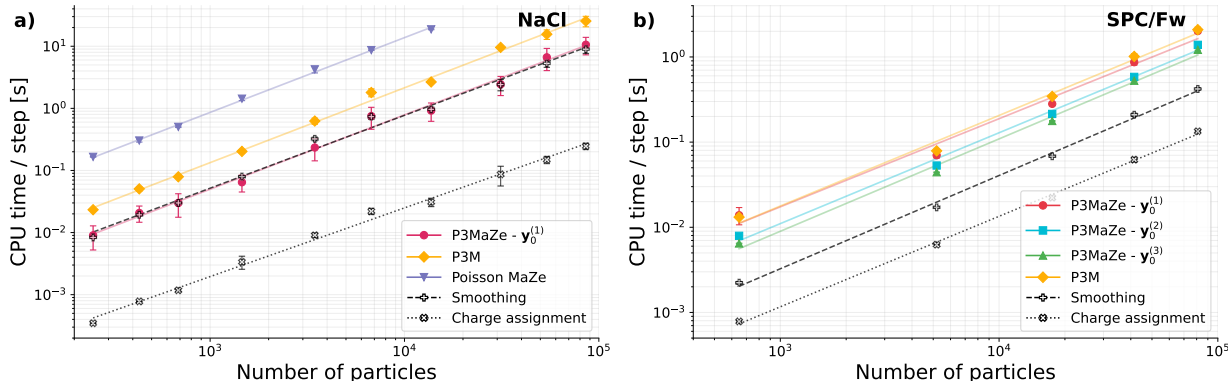 a)
NaCl
CPU time / step [s]
10¹
10⁰
10⁻¹
10⁻²
10⁻³
10³
10⁴
10⁵
Number of particles
P3MaZe - y₀⁽¹⁾
P3M
Poisson MaZe
Smoothing
Charge assignment
b)
SPC/Fw
CPU time / step [s]
10⁰
10⁻¹
10⁻²
10⁻³
10³
10⁴
10⁵
Number of particles
P3MaZe - y₀⁽¹⁾
P3MaZe - y₀⁽²⁾
P3MaZe - y₀⁽³⁾
P3M
Smoothing
Charge assignment